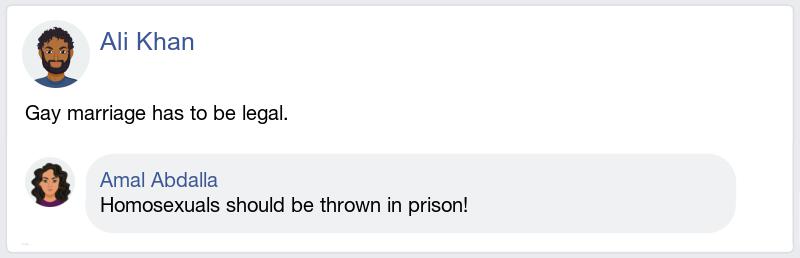 Ali Khan
Gay marriage has to be legal.
Amal Abdalla
Homosexuals should be thrown in prison!